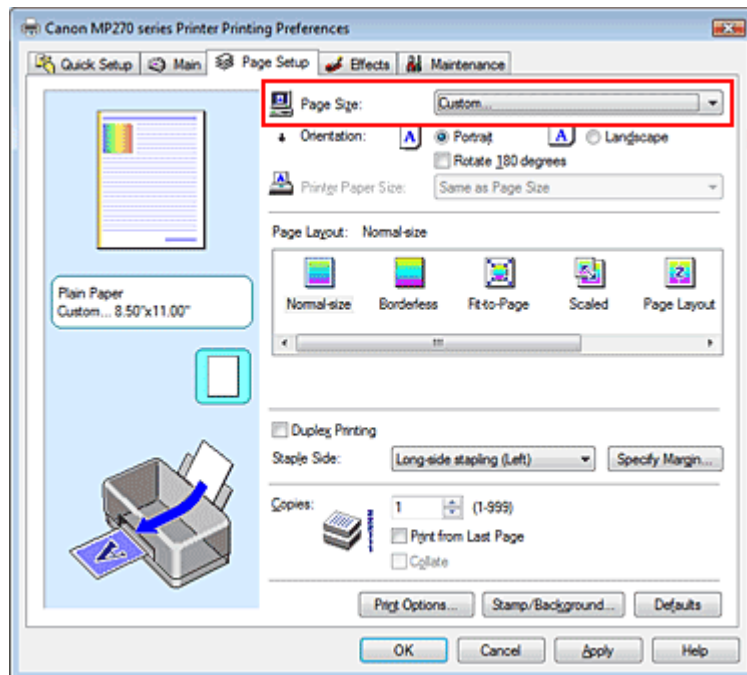 Canon MP270 series Printer Printing Preferences
Quick Setup Main Page Setup Effects Maintenance
Page Size: Custom...
Orientation: A Portrait A Landscape
Rotate 180 degrees
Printer Paper Size: Same as Page Size
Page Layout: Normal-size
Normal-size Borderless Fit-to-Page Scaled Page Layout
Plain Paper
Custom... 8.50"x11.00"
Duplex Printing
Staple Side: Long-side stapling (Left) Specify Margin...
Copies: 1 (1-999)
Print from Last Page
Collate
Print Options... Stamp/Background... Defaults
OK Cancel Apply Help